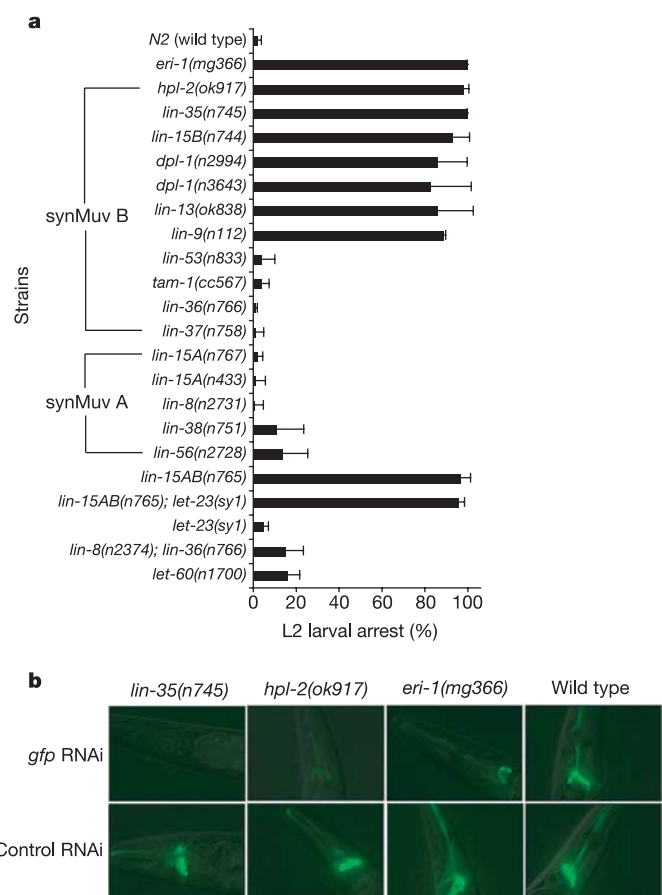 a
N2 (wild type)
eri-1(mg366)
hpl-2(ok917)
lin-35(n745)
lin-15B(n744)
dpl-1(n2994)
dpl-1(n3643)
lin-13(ok838)
lin-9(n112)
lin-53(n833)
tam-1(cc567)
lin-36(n766)
lin-37(n758)
lin-15A(n767)
lin-15A(n433)
lin-8(n2731)
lin-38(n751)
lin-56(n2728)
lin-15AB(n765)
lin-15AB(n765); let-23(sy1)
let-23(sy1)
lin-8(n2374); lin-36(n766)
let-60(n1700)
synMuv B
synMuv A
Strains
0 20 40 60 80 100
L2 larval arrest (%)
b
lin-35(n745) hpl-2(ok917) eri-1(mg366) Wild type
gfp RNAi
Control RNAi